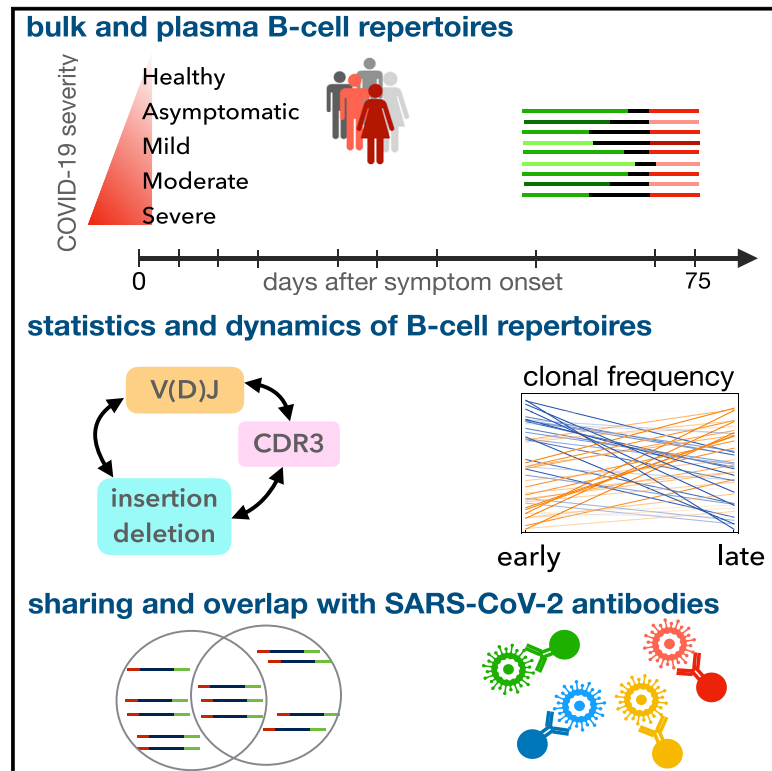 bulk and plasma B-cell repertoires
COVID-19 severity
Healthy
Asymptomatic
Mild
Moderate
Severe
0
days after symptom onset
75
statistics and dynamics of B-cell repertoires
V(D)J
CDR3
insertion
deletion
clonal frequency
early
late
sharing and overlap with SARS-CoV-2 antibodies